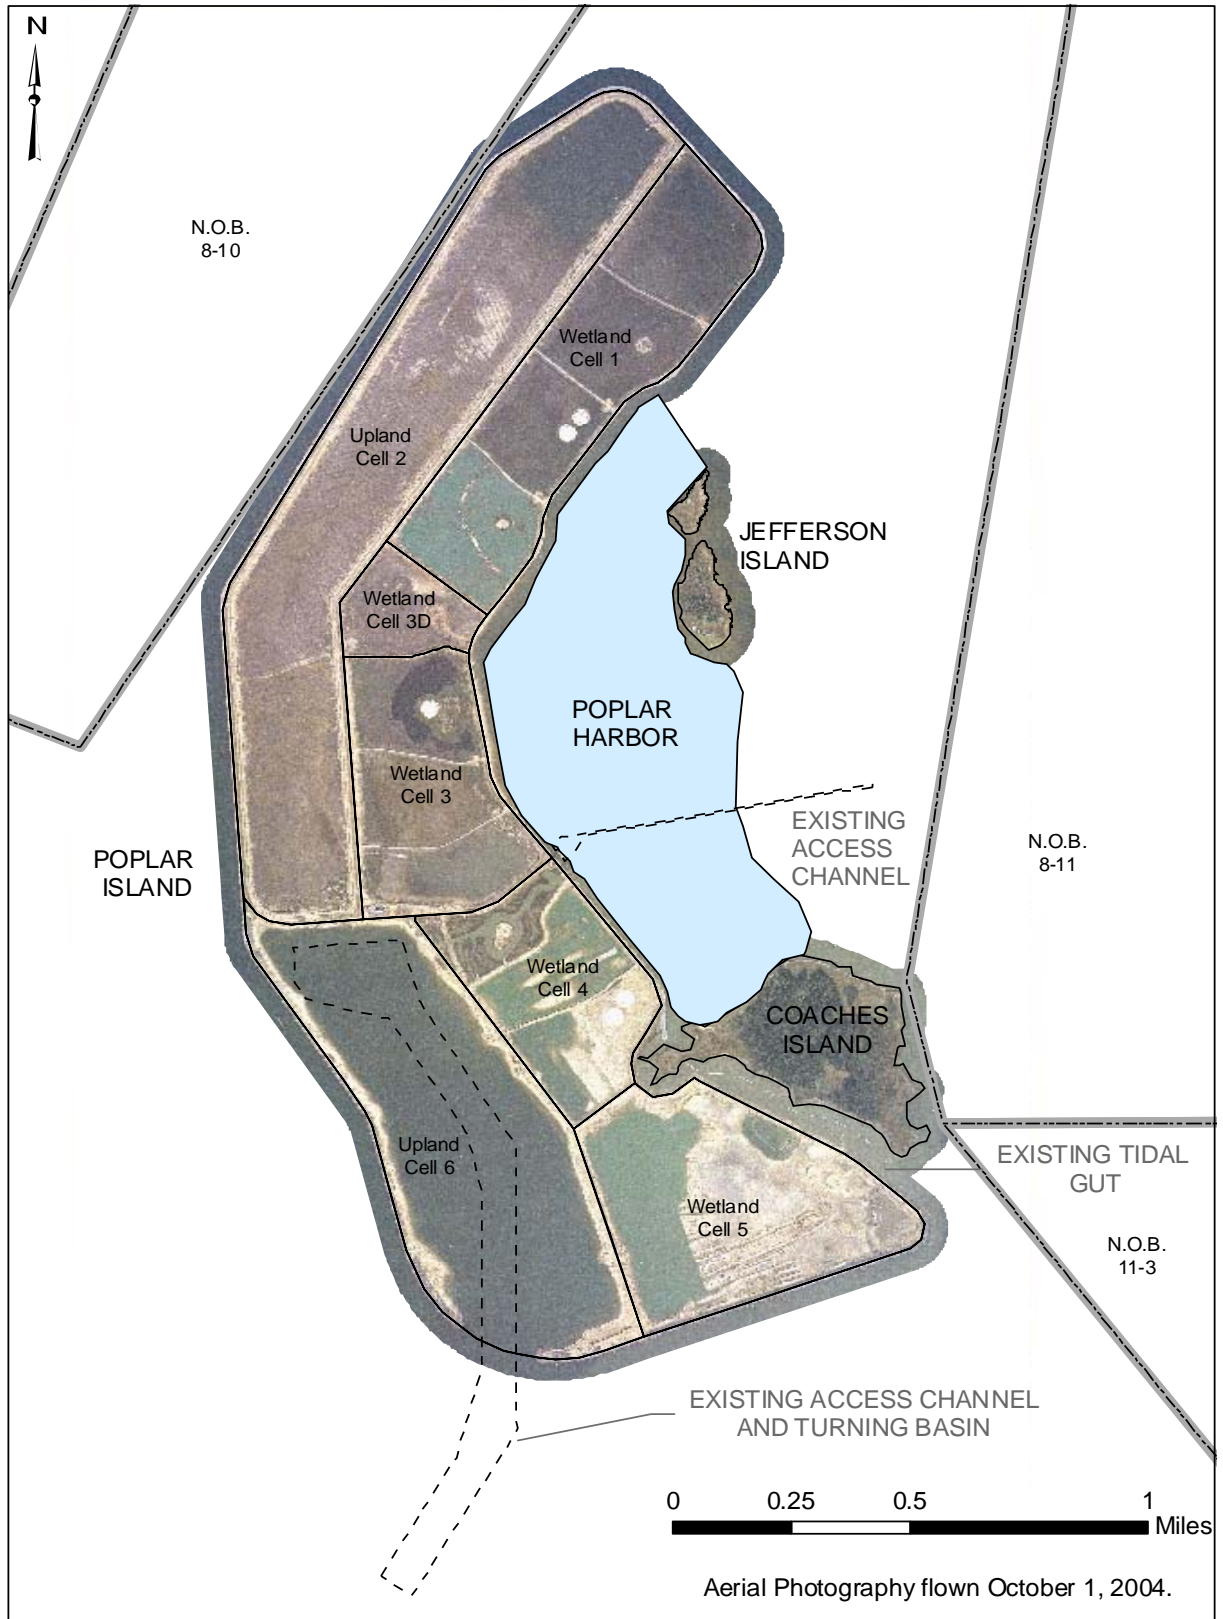 N
N.O.B.
8-10
Wetland
Cell 1
Upland
Cell 2
JEFFERSON
ISLAND
Wetland
Cell 3D
POPLAR
HARBOR
Wetland
Cell 3
EXISTING
ACCESS
CHANNEL
N.O.B.
8-11
POPLAR
ISLAND
Wetland
Cell 4
COACHES
ISLAND
Upland
Cell 6
EXISTING TIDAL
GUT
Wetland
Cell 5
N.O.B.
11-3
EXISTING ACCESS CHANNEL
AND TURNING BASIN
0 0.25 0.5 1
Miles
Aerial Photography flown October 1, 2004.